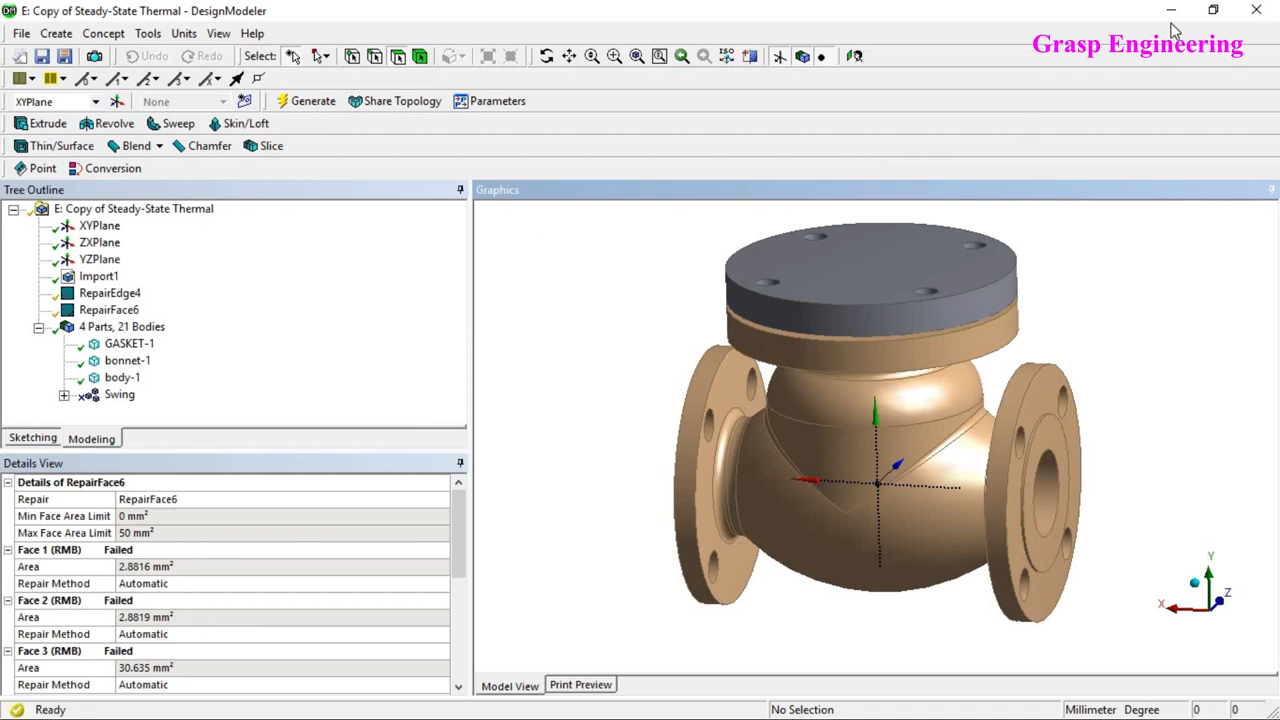 E: Copy of Steady-State Thermal - DesignModeler
Grasp Engineering
File Create Concept Tools Units View Help
Undo Redo Select:
XYPlane None Generate Share Topology Parameters
Extrude Revolve Sweep Skin/Loft
Thin/Surface Blend Chamfer Slice
Point Conversion
Tree Outline
E: Copy of Steady-State Thermal
XYPlane
ZXPlane
YZPlane
Import1
RepairEdge4
RepairFace6
4 Parts, 21 Bodies
GASKET-1
bonnet-1
body-1
Swing
Sketching Modeling
Details View
Details of RepairFace6
Repair RepairFace6
Min Face Area Limit 0 mm²
Max Face Area Limit 50 mm²
Face 1 (RMB) Failed
Area 2.8816 mm²
Repair Method Automatic
Face 2 (RMB) Failed
Area 2.8819 mm²
Repair Method Automatic
Face 3 (RMB) Failed
Area 30.635 mm²
Repair Method Automatic
Graphics
Y
Z
X
Model View Print Preview
Ready No Selection Millimeter Degree 0 0